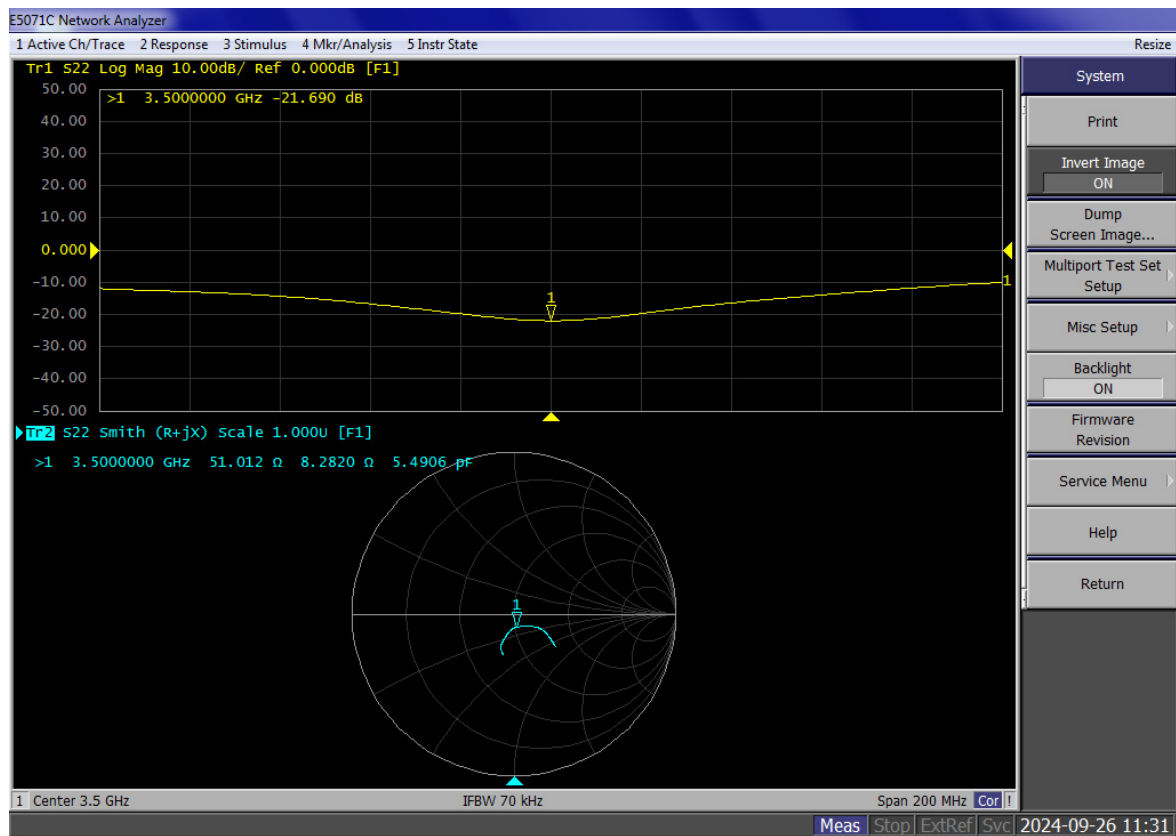 E5071C Network Analyzer
1 Active Ch/Trace 2 Response 3 Stimulus 4 Mkr/Analysis 5 Instr State Resize
Tr1 S22 Log Mag 10.00dB/ Ref 0.000dB [F1]
>1 3.5000000 GHz -21.690 dB
50.00
40.00
30.00
20.00
10.00
0.000
-10.00
-20.00
-30.00
-40.00
-50.00
1
1
Tr2 S22 Smith (R+jX) Scale 1.000U [F1]
>1 3.5000000 GHz 51.012 Ω 8.2820 Ω 5.4906 pF
1
System
Print
Invert Image
ON
Dump
Screen Image...
Multiport Test Set
Setup
Misc Setup
Backlight
ON
Firmware
Revision
Service Menu
Help
Return
1 Center 3.5 GHz IFBW 70 kHz Span 200 MHz Cor !
Meas Stop ExtRef Svc 2024-09-26 11:31